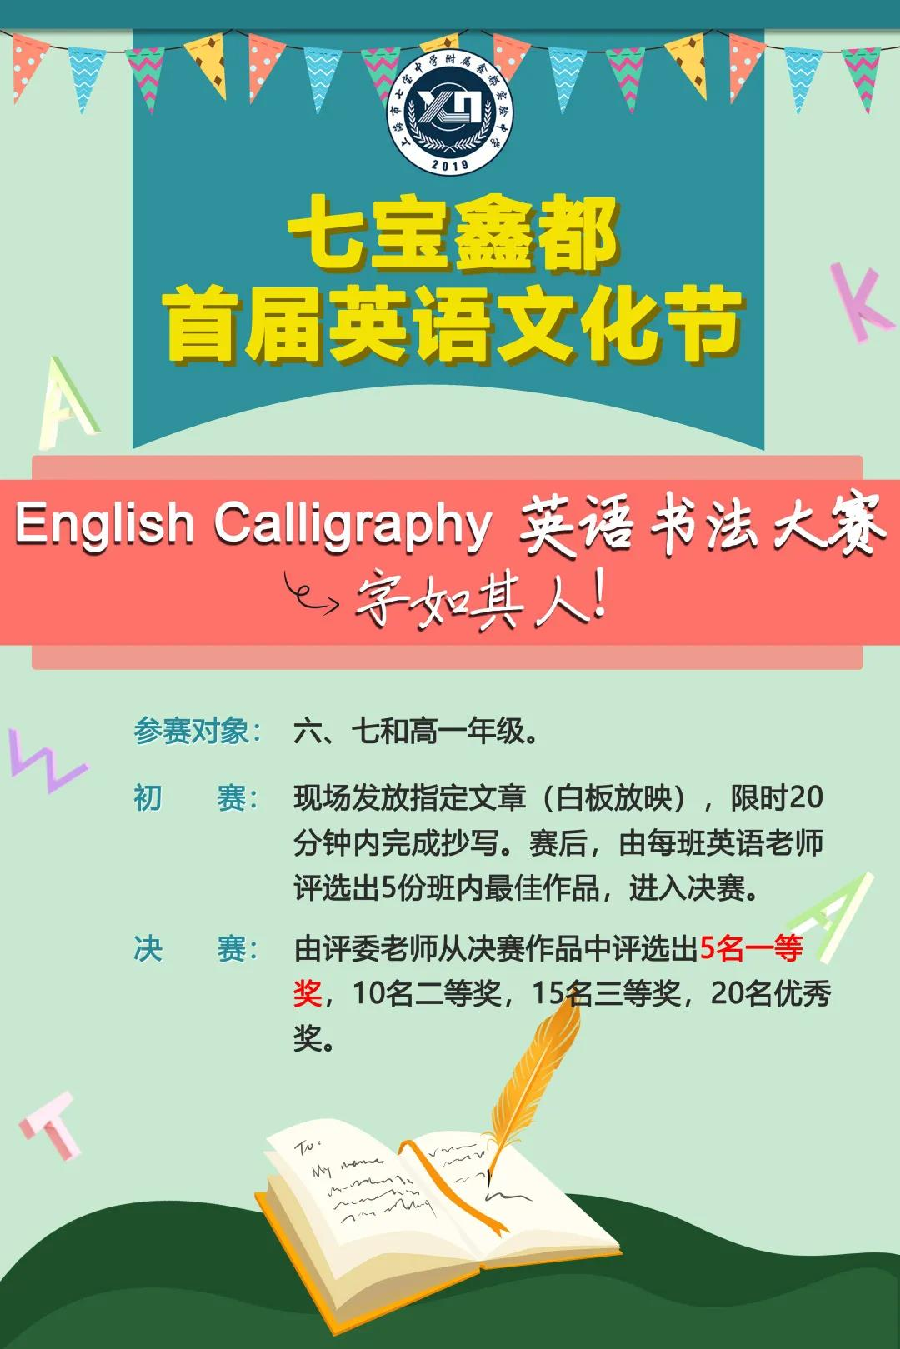 上海市七宝中学附属鑫都实验中学
2019
七宝鑫都
首届英语文化节
English Calligraphy 英语书法大赛
字如其人!
参赛对象： 六、七和高一年级。
初 赛： 现场发放指定文章（白板放映），限时20
分钟内完成抄写。赛后，由每班英语老师
评选出5份班内最佳作品，进入决赛。
决 赛： 由评委老师从决赛作品中评选出5名一等
奖，10名二等奖，15名三等奖，20名优秀
奖。
A
K
W
A
T
To:
My name